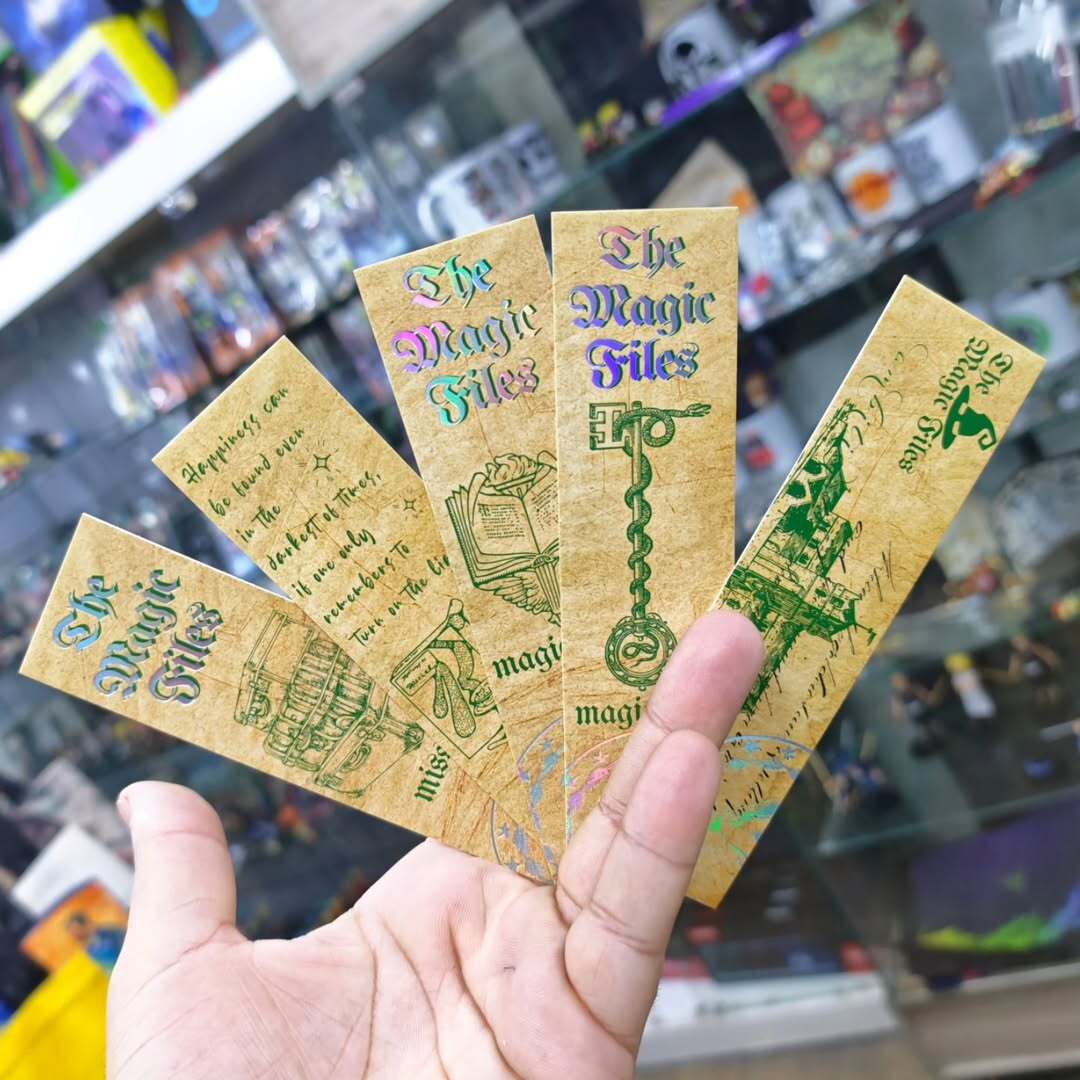 The
Magic
Files
miss
Happiness can
be found even
in the
darkest of times,
if one only
remembers to
Turn on the
The
Magic
Files
magic
The
Magic
Files
magi
The
Magic Files